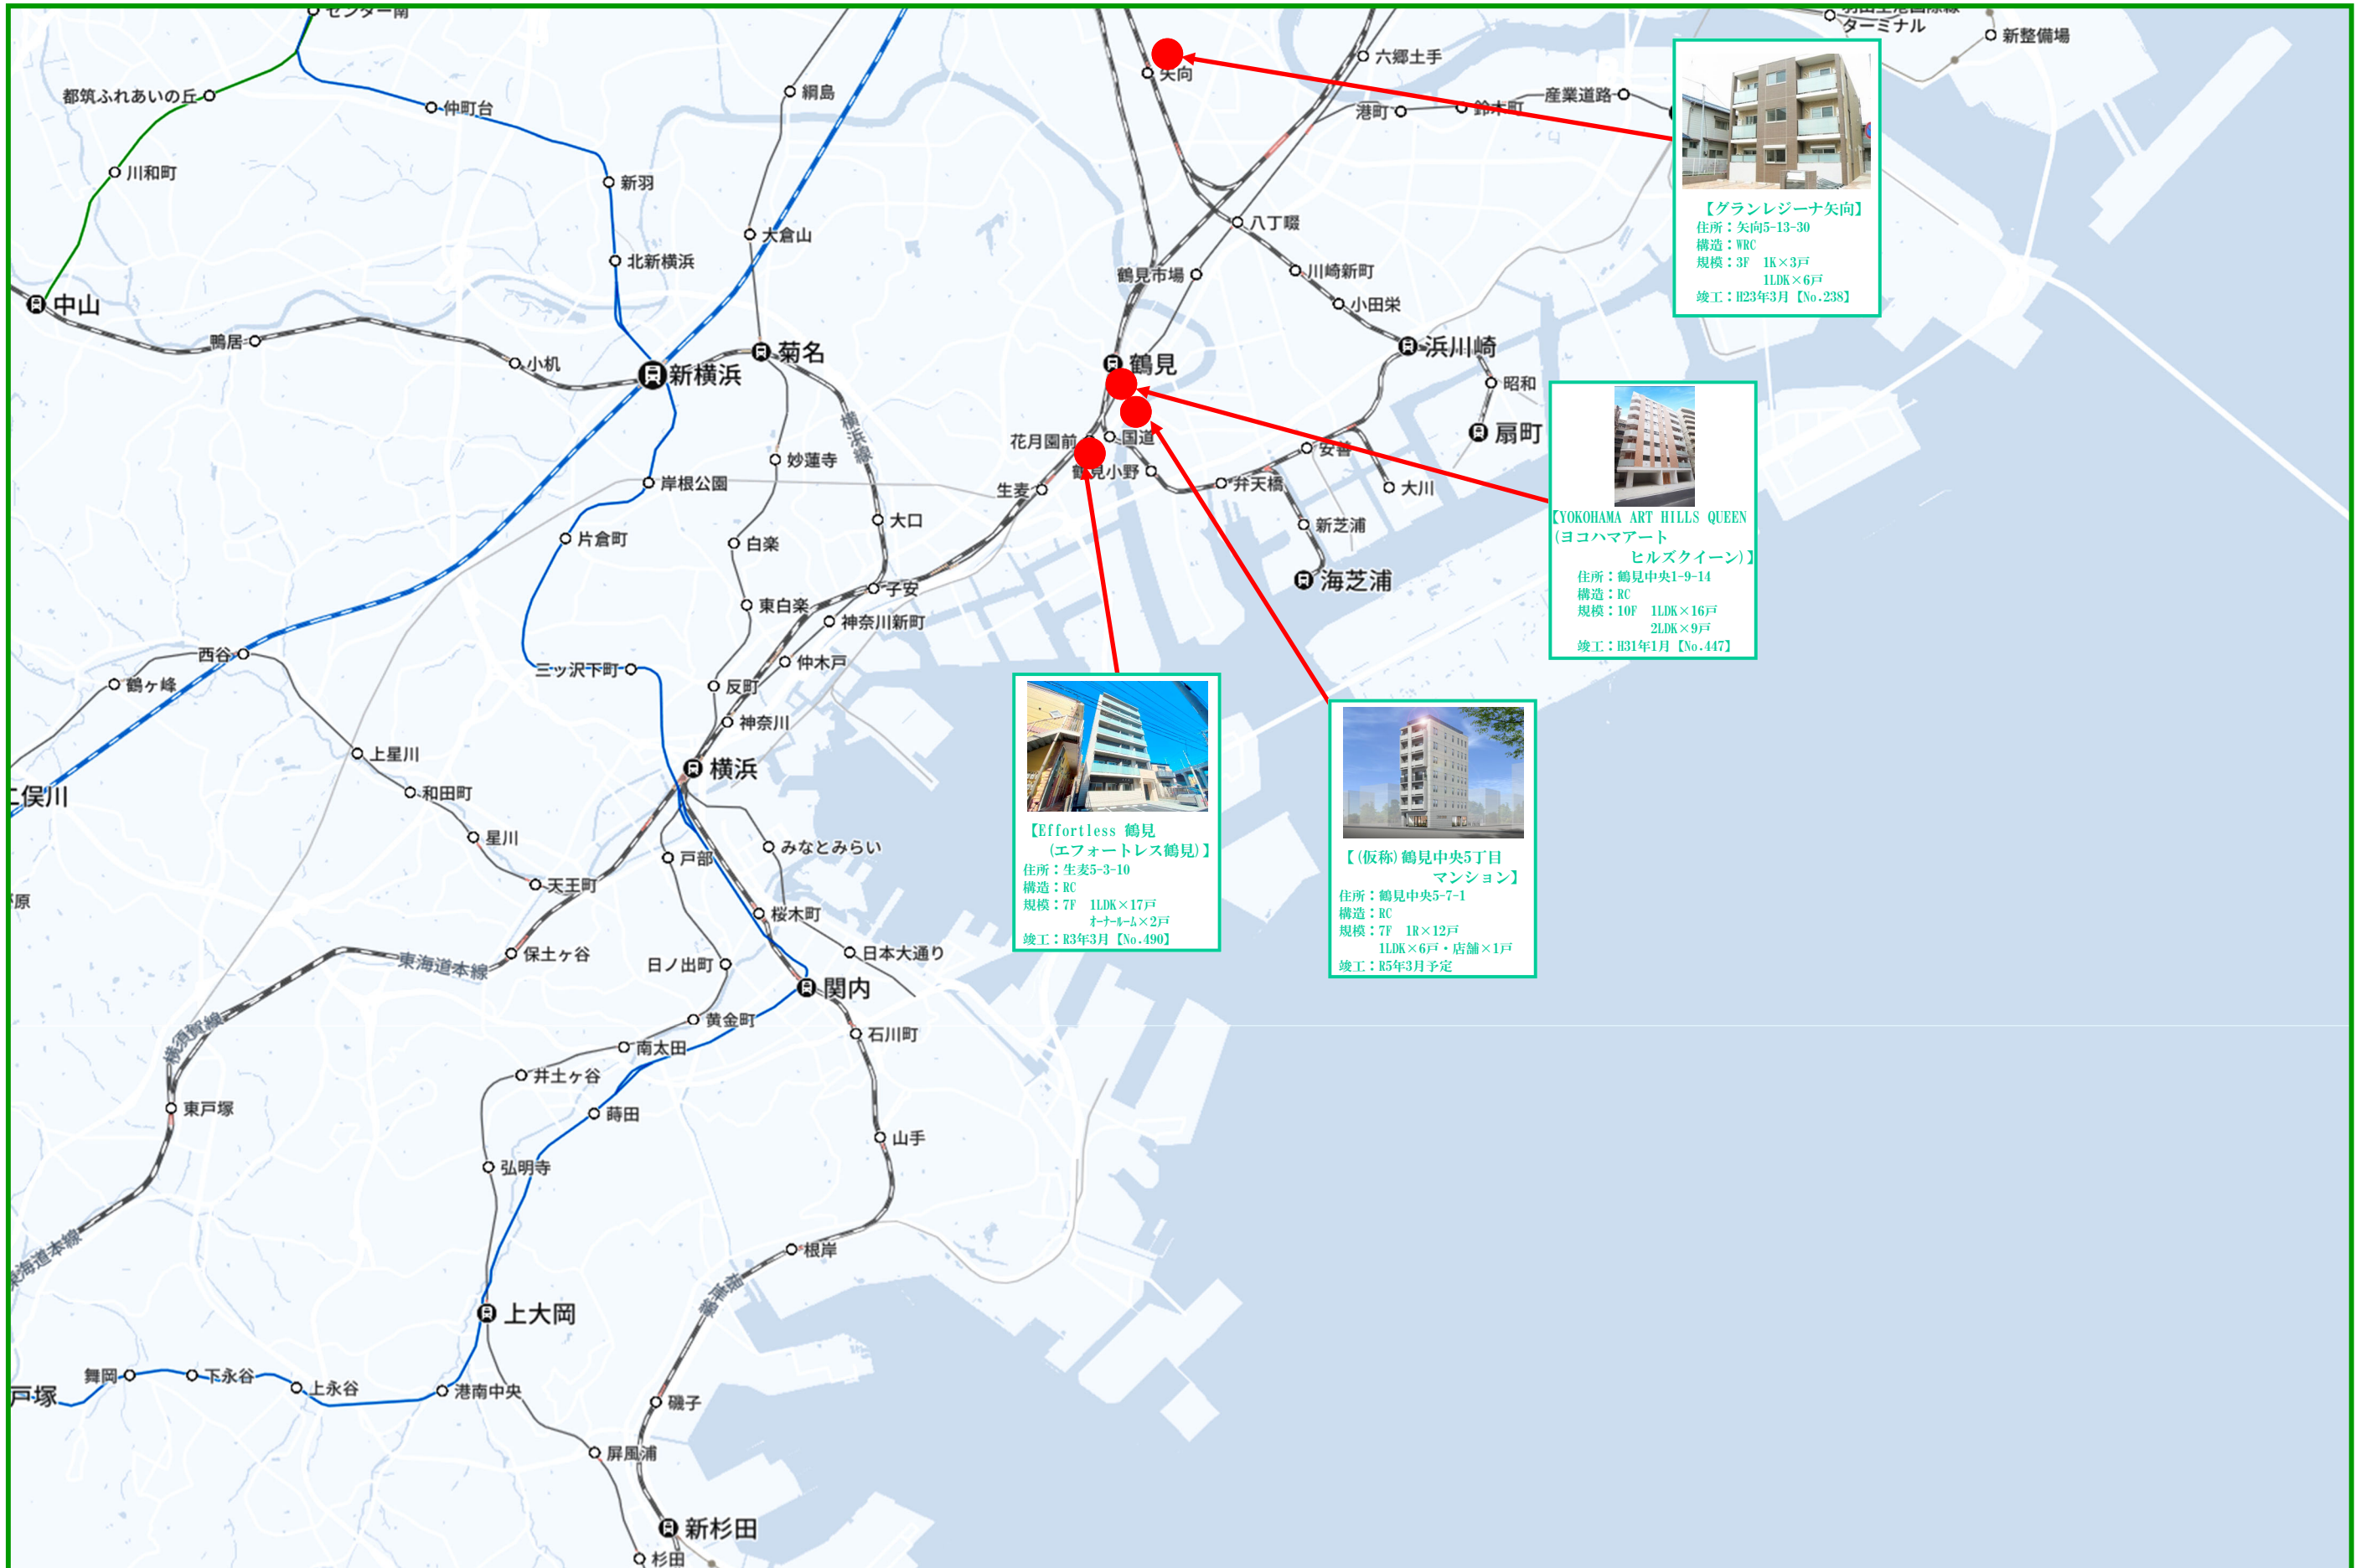 センター南
ターミナル
新整備場
都筑ふれあいの丘
仲町台
綱島
矢向
六郷土手
港町
鈴木町
産業道路
川和町
新羽
大倉山
北新横浜
八丁畷
鶴見市場
川崎新町
小田栄
中山
鴨居
小机
新横浜
菊名
横浜線
鶴見
浜川崎
昭和
扇町
花月園前
国道
鶴見小野
安善
弁天橋
大川
新芝浦
海芝浦
生麦
妙蓮寺
岸根公園
大口
片倉町
白楽
子安
東白楽
神奈川新町
仲木戸
三ッ沢下町
反町
神奈川
西谷
鶴ヶ峰
上星川
横浜
和田町
二俣川
星川
戸部
みなとみらい
天王町
桜木町
原
保土ヶ谷
東海道本線
日ノ出町
日本大通り
関内
横須賀線
黄金町
石川町
南太田
井土ヶ谷
東戸塚
蒔田
山手
弘明寺
東海道本線
根岸
根岸線
上大岡
舞岡
下永谷
上永谷
港南中央
戸塚
磯子
屏風浦
新杉田
杉田
【グランレジーナ矢向】
住所：矢向5-13-30
構造：WRC
規模：3F 1K×3戸
1LDK×6戸
竣工：H23年3月【No.238】
【YOKOHAMA ART HILLS QUEEN
(ヨコハマアート
ヒルズクイーン)】
住所：鶴見中央1-9-14
構造：RC
規模：10F 1LDK×16戸
2LDK×9戸
竣工：H31年1月【No.447】
【Effortless 鶴見
(エフォートレス鶴見)】
住所：生麦5-3-10
構造：RC
規模：7F 1LDK×17戸
ｵｰﾅｰﾙｰﾑ×2戸
竣工：R3年3月【No.490】
【(仮称)鶴見中央5丁目
マンション】
住所：鶴見中央5-7-1
構造：RC
規模：7F 1R×12戸
1LDK×6戸・店舗×1戸
竣工：R5年3月予定